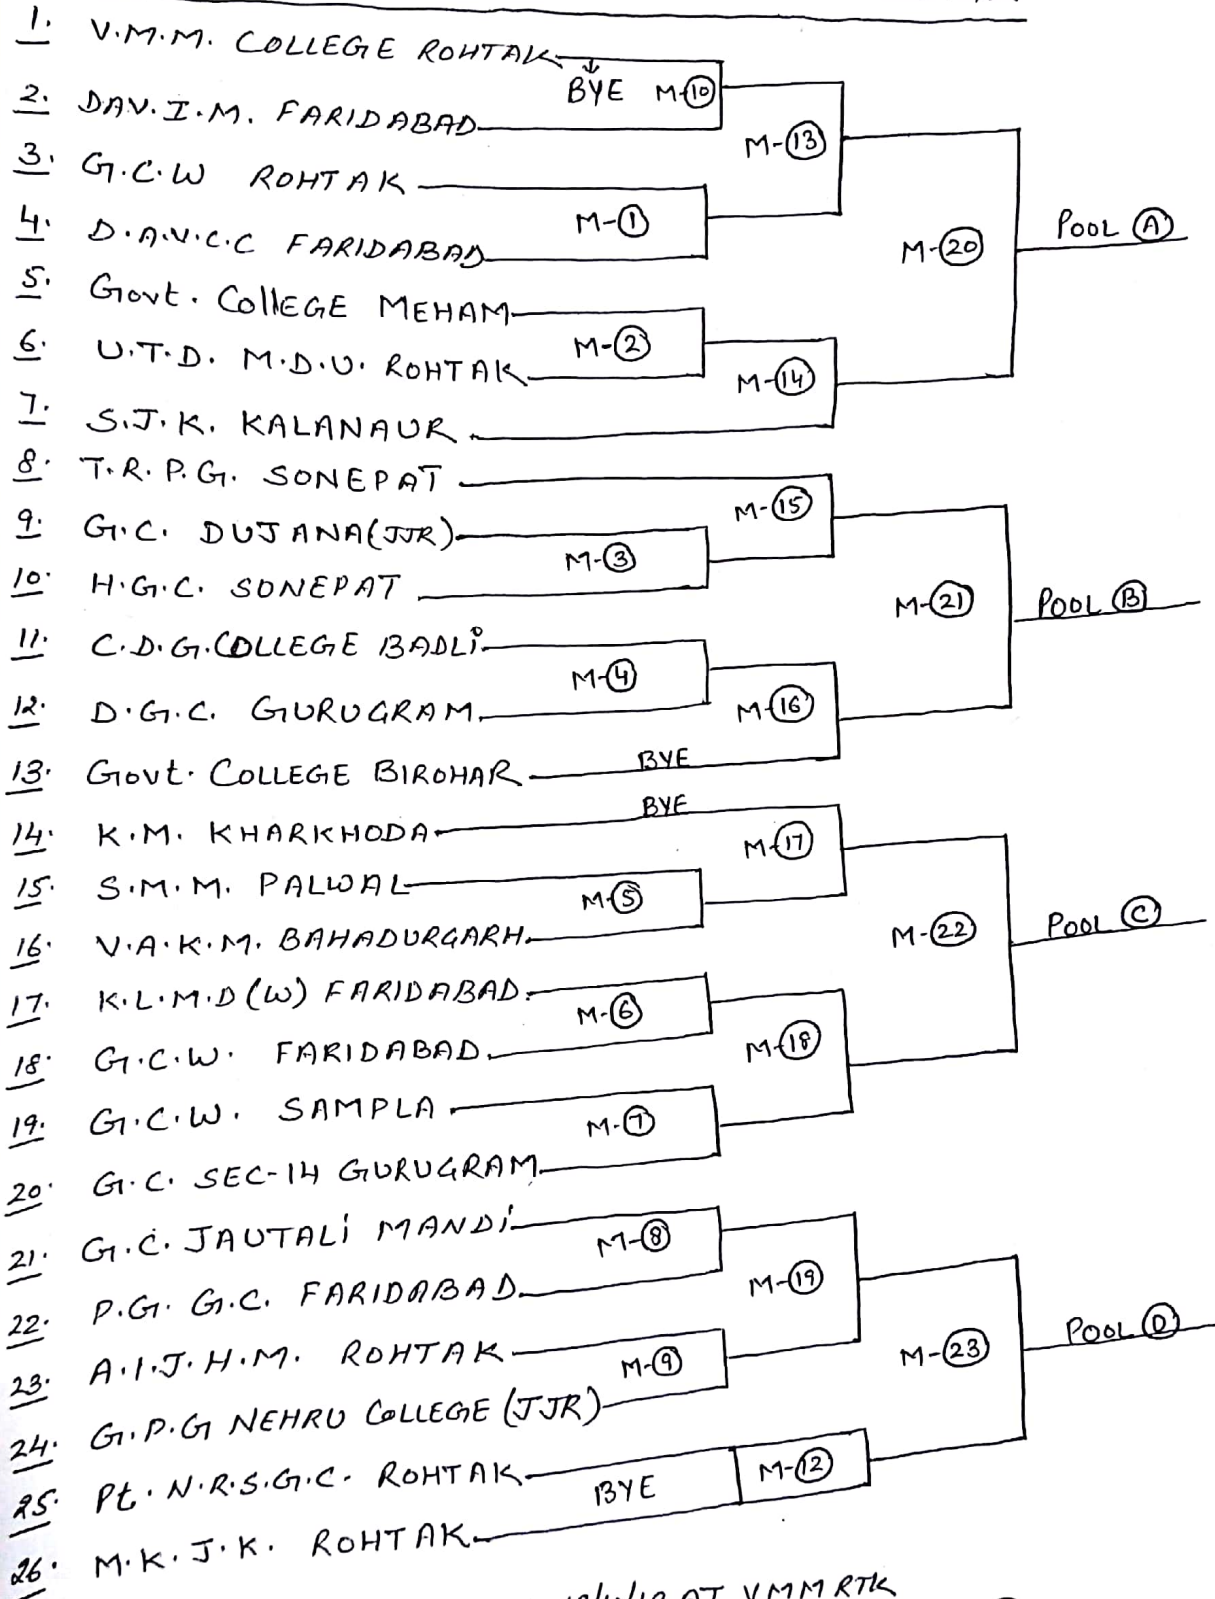 1. V.M.M. COLLEGE ROHTAK
BYE M-10
2. DAV.I.M. FARIDABAD
M-13
3. G.C.W ROHTAK
M-1
4. D.A.V.C.C FARIDABAD
M-20
POOL A
5. Govt. CollEGE MEHAM
M-2
6. U.T.D. M.D.U. ROHTAK
M-14
7. S.J.K. KALANAUR
8. T.R.P.G. SONEPAT
M-15
9. G.C. DUJANA(JJR)
M-3
10. H.G.C. SONEPAT
M-21
POOL B
11. C.D.G.COLLEGE BADLi
M-4
12. D.G.C. GURUGRAM.
M-16
13. Govt. COLLEGE BIROHAR BYE
14. K.M. KHARKHODA BYE
M-17
15. S.M.M. PALWAL
M-5
16. V.A.K.M. BAHADURGARH.
M-22
POOL C
17. K.L.M.D(W) FARIDABAD.
M-6
18. G.C.W. FARIDABAD.
M-18
19. G.C.W. SAMPLA
M-7
20. G.C. SEC-14 GURUGRAM
21. G.C. JAUTALi MANDi
M-8
22. P.G. G.C. FARIDABAD.
M-19
23. A.I.J.H.M. ROHTAK
M-9
M-23
POOL D
24. G.P.G NEHRU COLLEGE (JJR)
25. Pt. N.R.S.G.C. ROHTAK
BYE M-12
26. M.K.J.K. ROHTAK.
AT VMM RTK